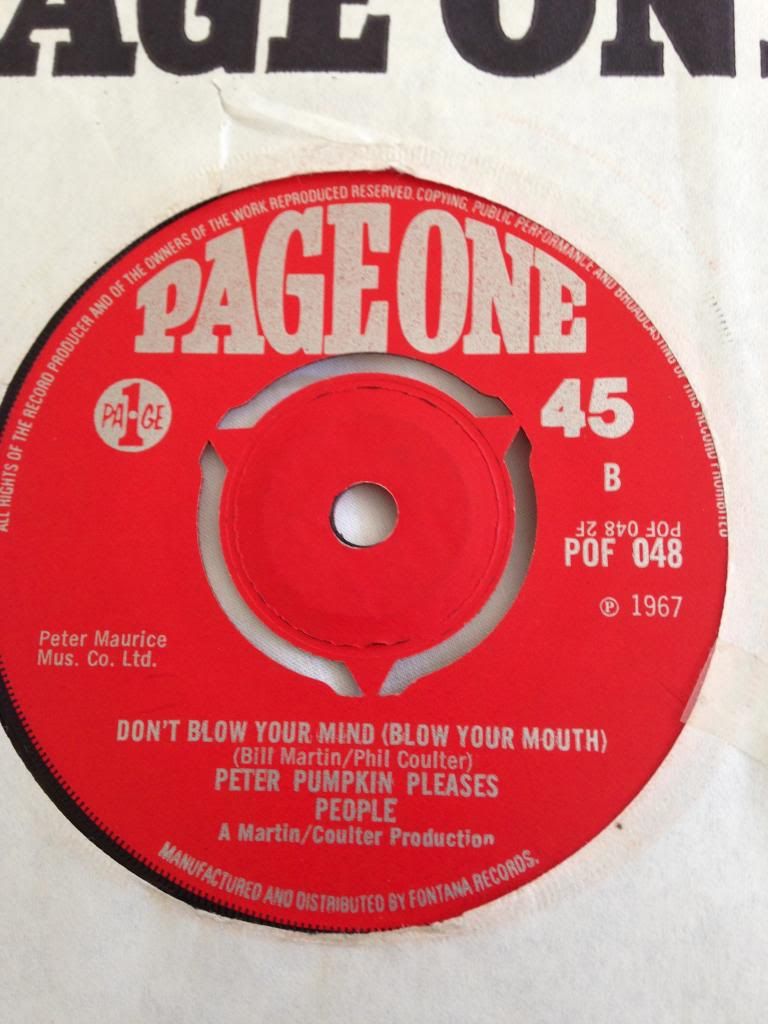 AGE ON
ALL RIGHTS OF THE RECORD PRODUCER AND OF THE OWNERS OF THE WORK REPRODUCED RESERVED. COPYING, PUBLIC PERFORMANCE AND BROADCASTING OF THIS RECORD PROHIBITED
PAGE ONE
PA1GE
45
B
POF 048 2F
POF 048
℗ 1967
Peter Maurice
Mus. Co. Ltd.
DON'T BLOW YOUR MIND (BLOW YOUR MOUTH)
(Bill Martin/Phil Coulter)
PETER PUMPKIN PLEASES
PEOPLE
A Martin/Coulter Production
MANUFACTURED AND DISTRIBUTED BY FONTANA RECORDS.